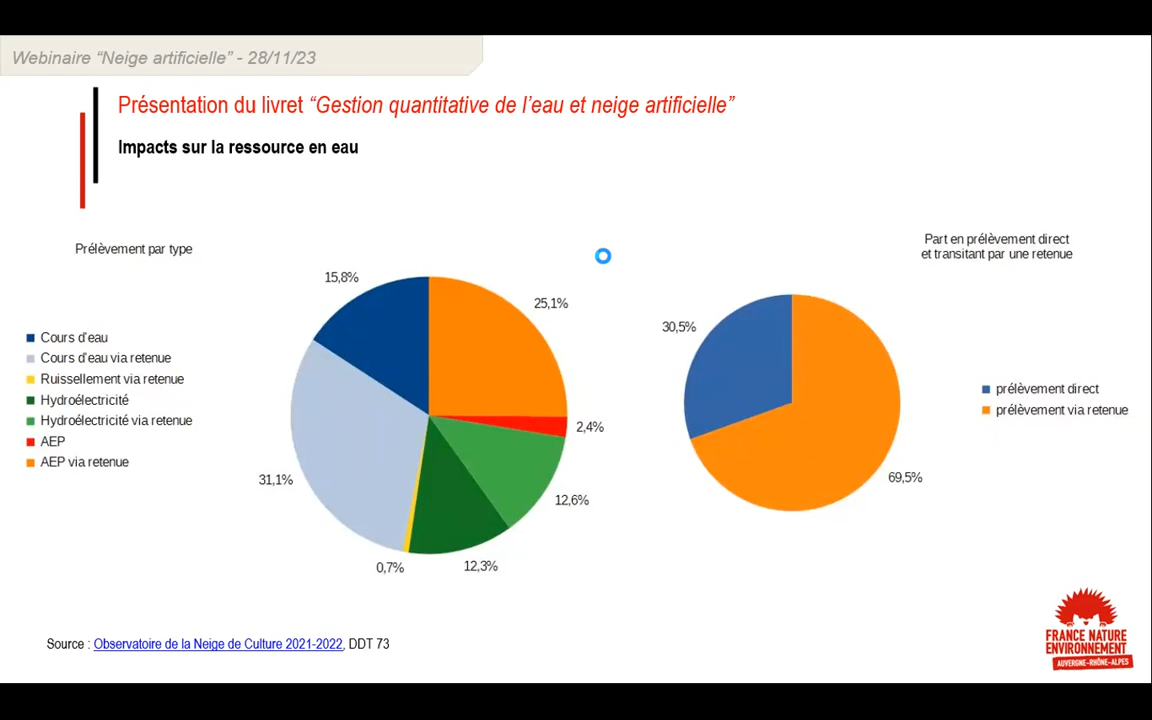 Webinaire “Neige artificielle” - 28/11/23
Présentation du livret “Gestion quantitative de l’eau et neige artificielle”
Impacts sur la ressource en eau
Prélèvement par type
15,8%
25,1%
2,4%
12,6%
12,3%
0,7%
31,1%
Cours d’eau
Cours d’eau via retenue
Ruissellement via retenue
Hydroélectricité
Hydroélectricité via retenue
AEP
AEP via retenue
Part en prélèvement direct
et transitant par une retenue
30,5%
69,5%
prélèvement direct
prélèvement via retenue
Source : Observatoire de la Neige de Culture 2021-2022, DDT 73
FRANCE NATURE
ENVIRONNEMENT
AUVERGNE-RHÔNE-ALPES